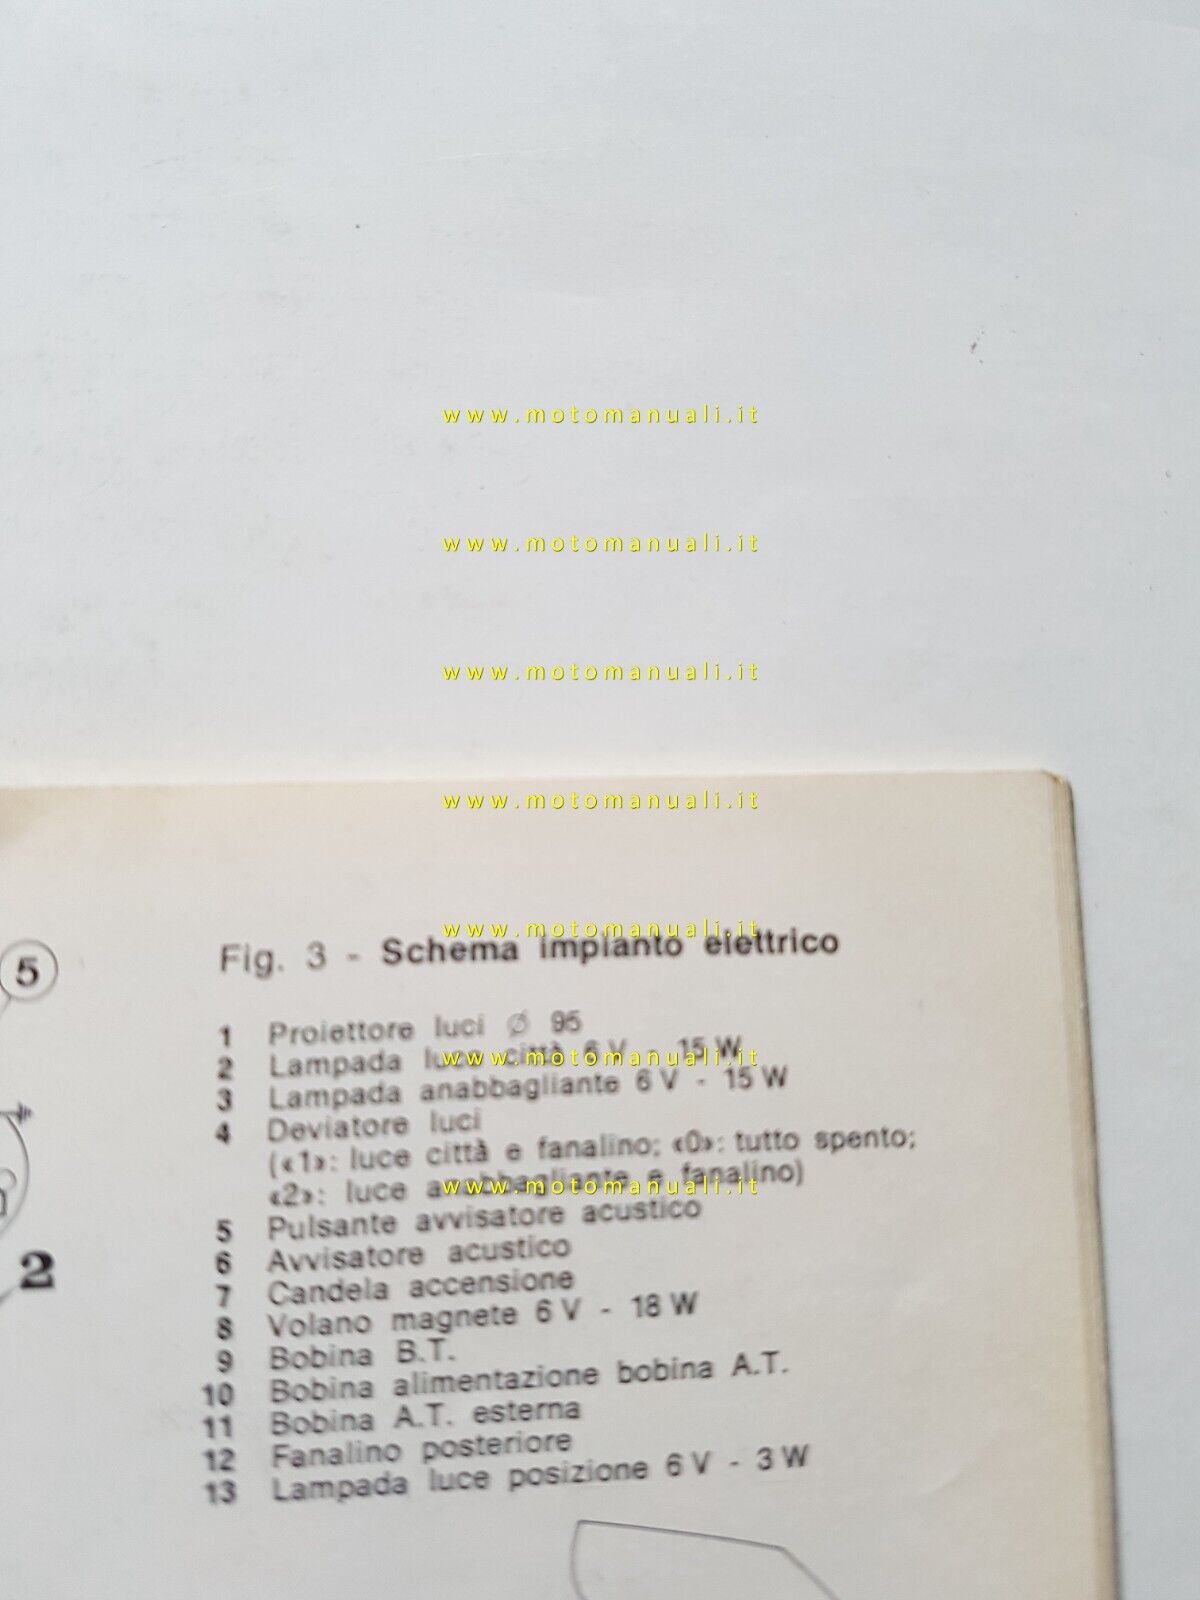 www.motomanuali.it
www.motomanuali.it
www.motomanuali.it
www.motomanuali.it
www.motomanuali.it
Fig. 3 - Schema impianto elettrico
5
1 Proiettore luci Ø 95
2 Lampada luce città 6 V - 15 W
www.motomanuali.it
3 Lampada anabbagliante 6 V - 15 W
4 Deviatore luci
(«1»: luce città e fanalino; «0»: tutto spento;
«2»: luce anabbagliante e fanalino)
www.motomanuali.it
5 Pulsante avvisatore acustico
6 Avvisatore acustico
2
7 Candela accensione
8 Volano magnete 6 V - 18 W
9 Bobina B.T.
10 Bobina alimentazione bobina A.T.
11 Bobina A.T. esterna
12 Fanalino posteriore
13 Lampada luce posizione 6 V - 3 W